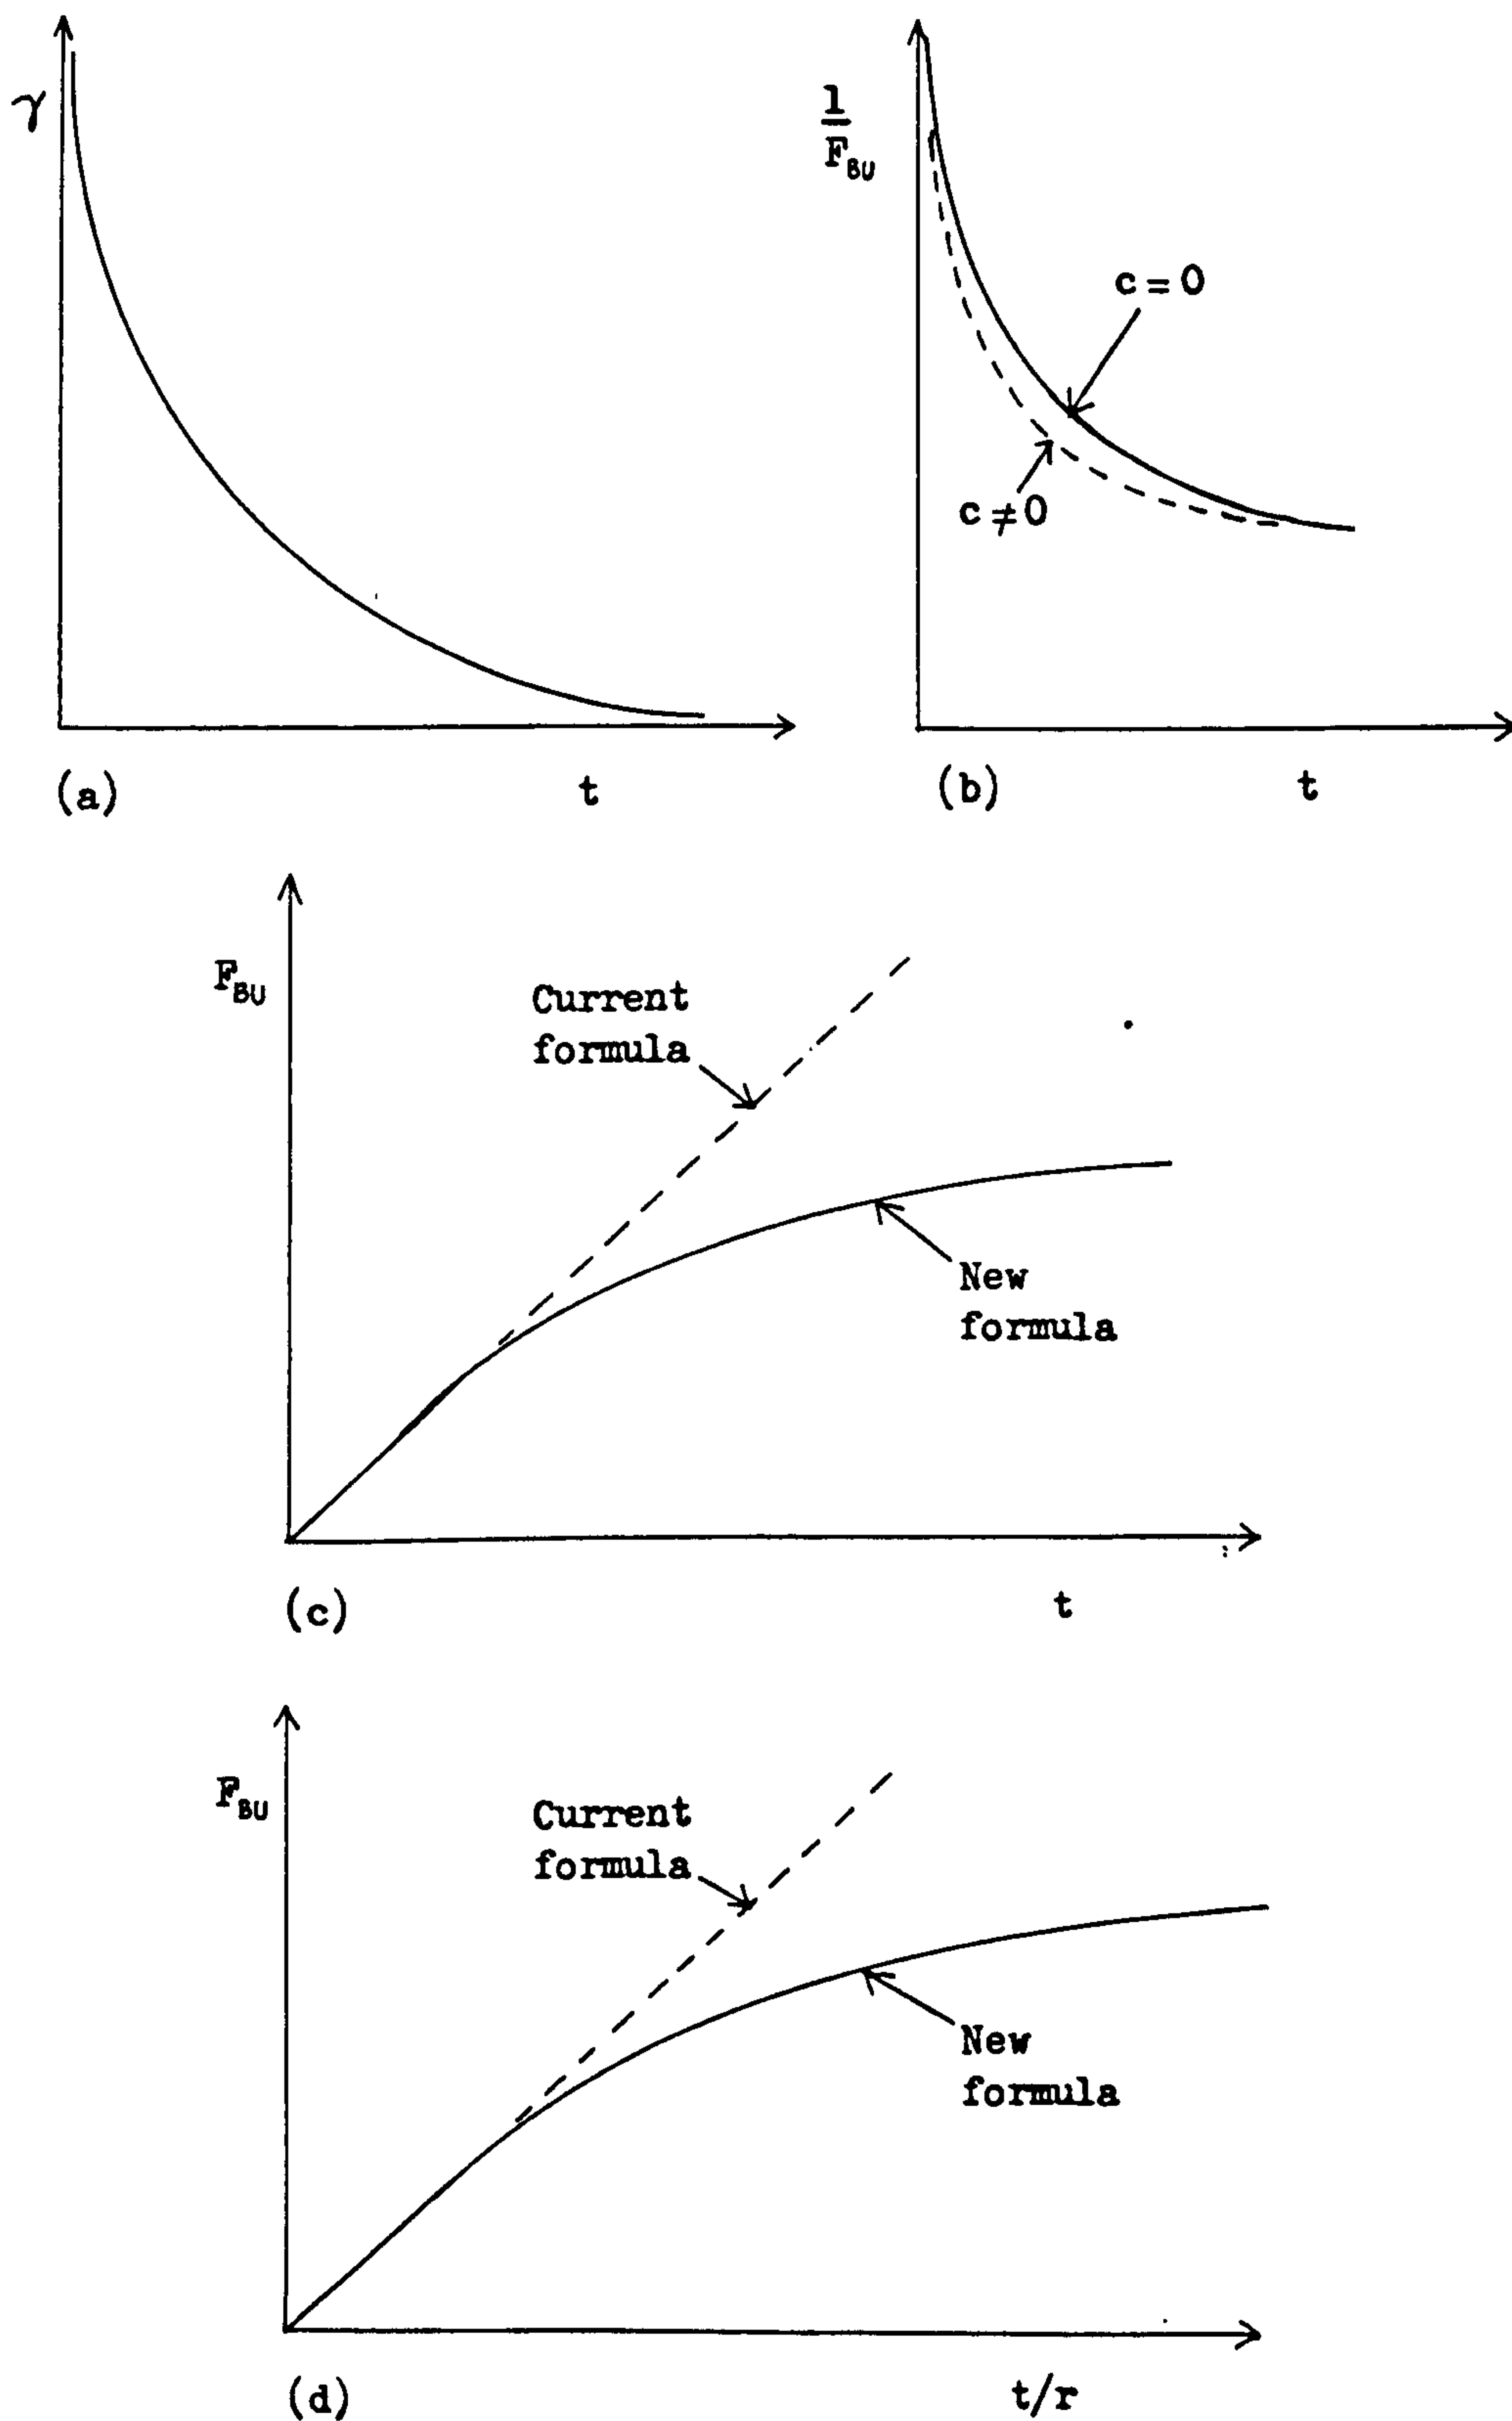 γ
1
F_BU
c = 0
c ≠ 0
(a)
t
(b)
t
F_BU
Current
formula
New
formula
(c)
t
F_BU
Current
formula
New
formula
(d)
t/r